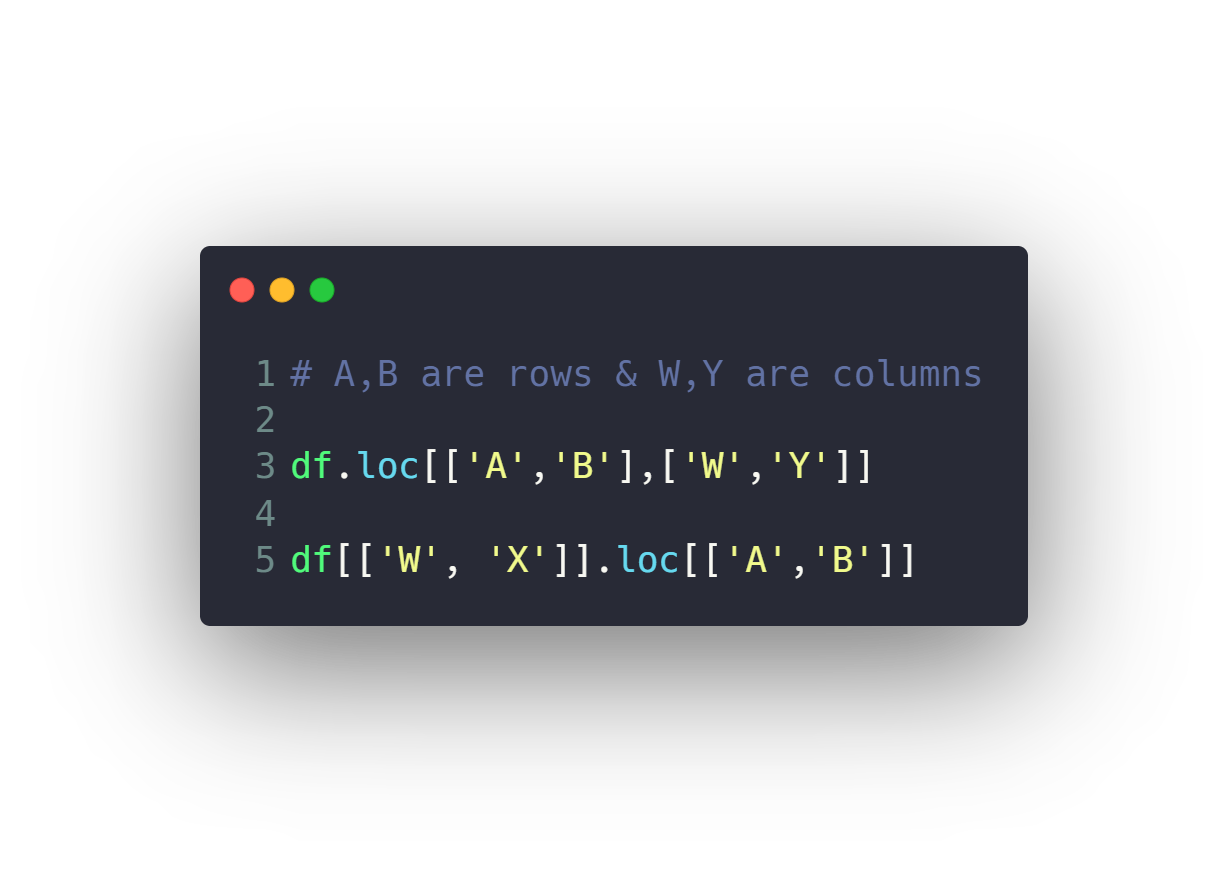 1 # A,B are rows & W,Y are columns
2
3 df.loc[['A','B'],['W','Y']]
4
5 df[['W', 'X']].loc[['A','B']]